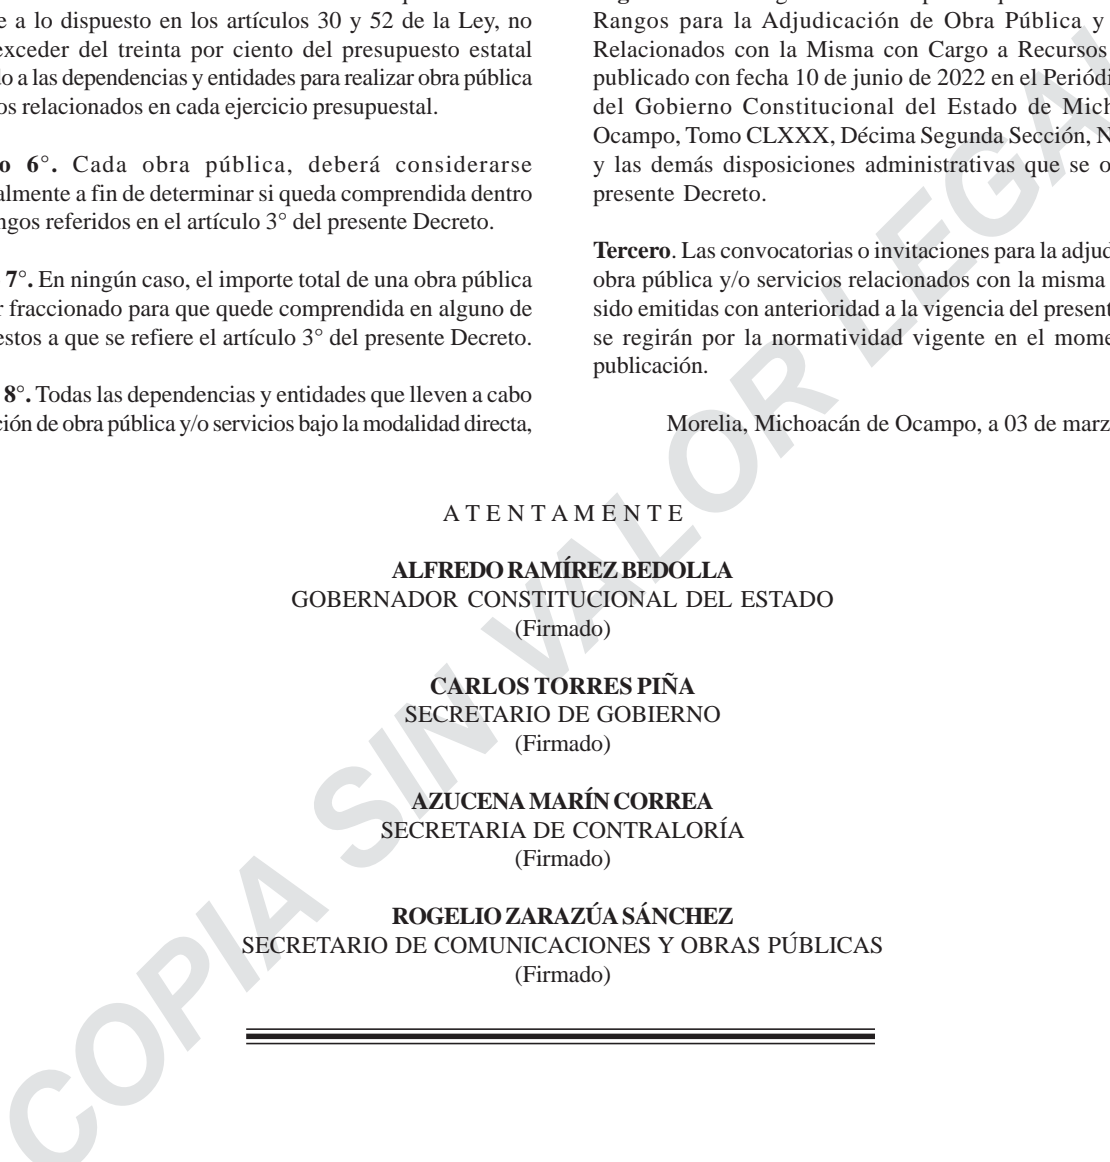 e a lo dispuesto en los artículos 30 y 52 de la Ley, no
exceder del treinta por ciento del presupuesto estatal
o a las dependencias y entidades para realizar obra pública
os relacionados en cada ejercicio presupuestal.
o 6°. Cada obra pública, deberá considerarse
almente a fin de determinar si queda comprendida dentro
ngos referidos en el artículo 3° del presente Decreto.
7°. En ningún caso, el importe total de una obra pública
r fraccionado para que quede comprendida en alguno de
estos a que se refiere el artículo 3° del presente Decreto.
8°. Todas las dependencias y entidades que lleven a cabo
ción de obra pública y/o servicios bajo la modalidad directa,
Rangos para la Adjudicación de Obra Pública y
Relacionados con la Misma con Cargo a Recursos
publicado con fecha 10 de junio de 2022 en el Periódi
del Gobierno Constitucional del Estado de Mich
Ocampo, Tomo CLXXX, Décima Segunda Sección, N
y las demás disposiciones administrativas que se o
presente Decreto.
Tercero. Las convocatorias o invitaciones para la adjud
obra pública y/o servicios relacionados con la misma
sido emitidas con anterioridad a la vigencia del present
se regirán por la normatividad vigente en el mome
publicación.
Morelia, Michoacán de Ocampo, a 03 de marz
A T E N T A M E N T E
ALFREDO RAMÍREZ BEDOLLA
GOBERNADOR CONSTITUCIONAL DEL ESTADO
(Firmado)
CARLOS TORRES PIÑA
SECRETARIO DE GOBIERNO
(Firmado)
AZUCENA MARÍN CORREA
SECRETARIA DE CONTRALORÍA
(Firmado)
ROGELIO ZARAZÚA SÁNCHEZ
SECRETARIO DE COMUNICACIONES Y OBRAS PÚBLICAS
(Firmado)
COPIA SIN VALOR LEGAL